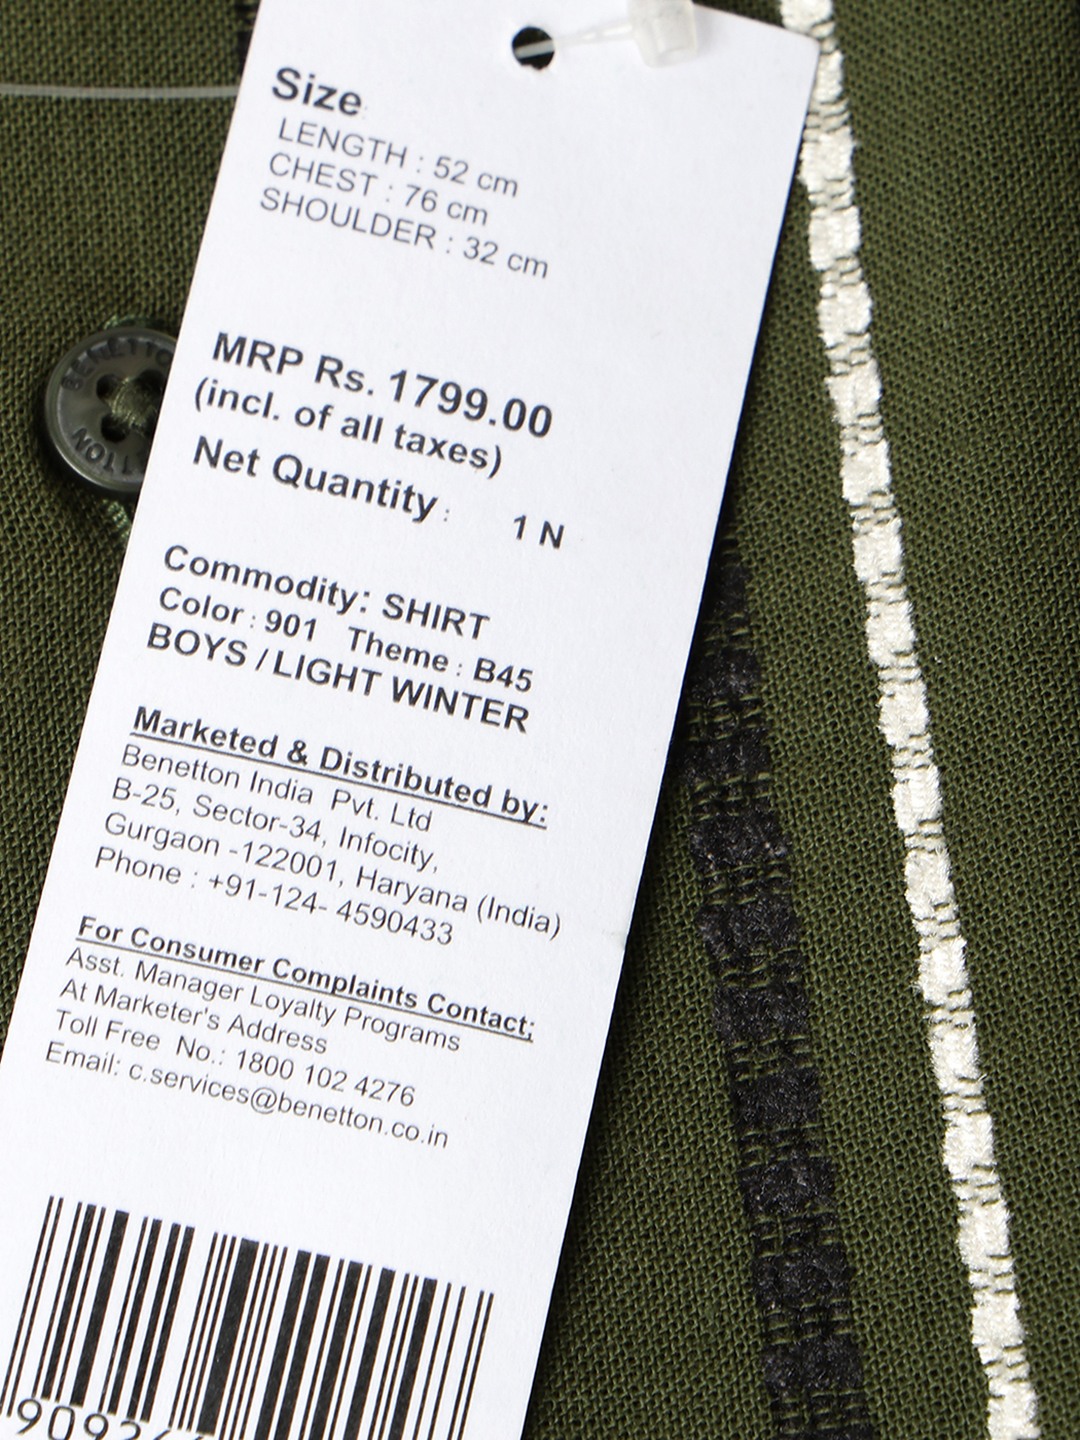 Size
LENGTH : 52 cm
CHEST : 76 cm
SHOULDER : 32 cm
MRP Rs. 1799.00
(incl. of all taxes)
Net Quantity : 1 N
Commodity: SHIRT
Color : 901 Theme : B45
BOYS / LIGHT WINTER
Marketed & Distributed by:
Benetton India Pvt. Ltd
B-25, Sector-34, Infocity,
Gurgaon -122001, Haryana (India)
Phone : +91-124- 4590433
For Consumer Complaints Contact;
Asst. Manager Loyalty Programs
At Marketer's Address
Toll Free No.: 1800 102 4276
Email: c.services@benetton.co.in
BENETTON